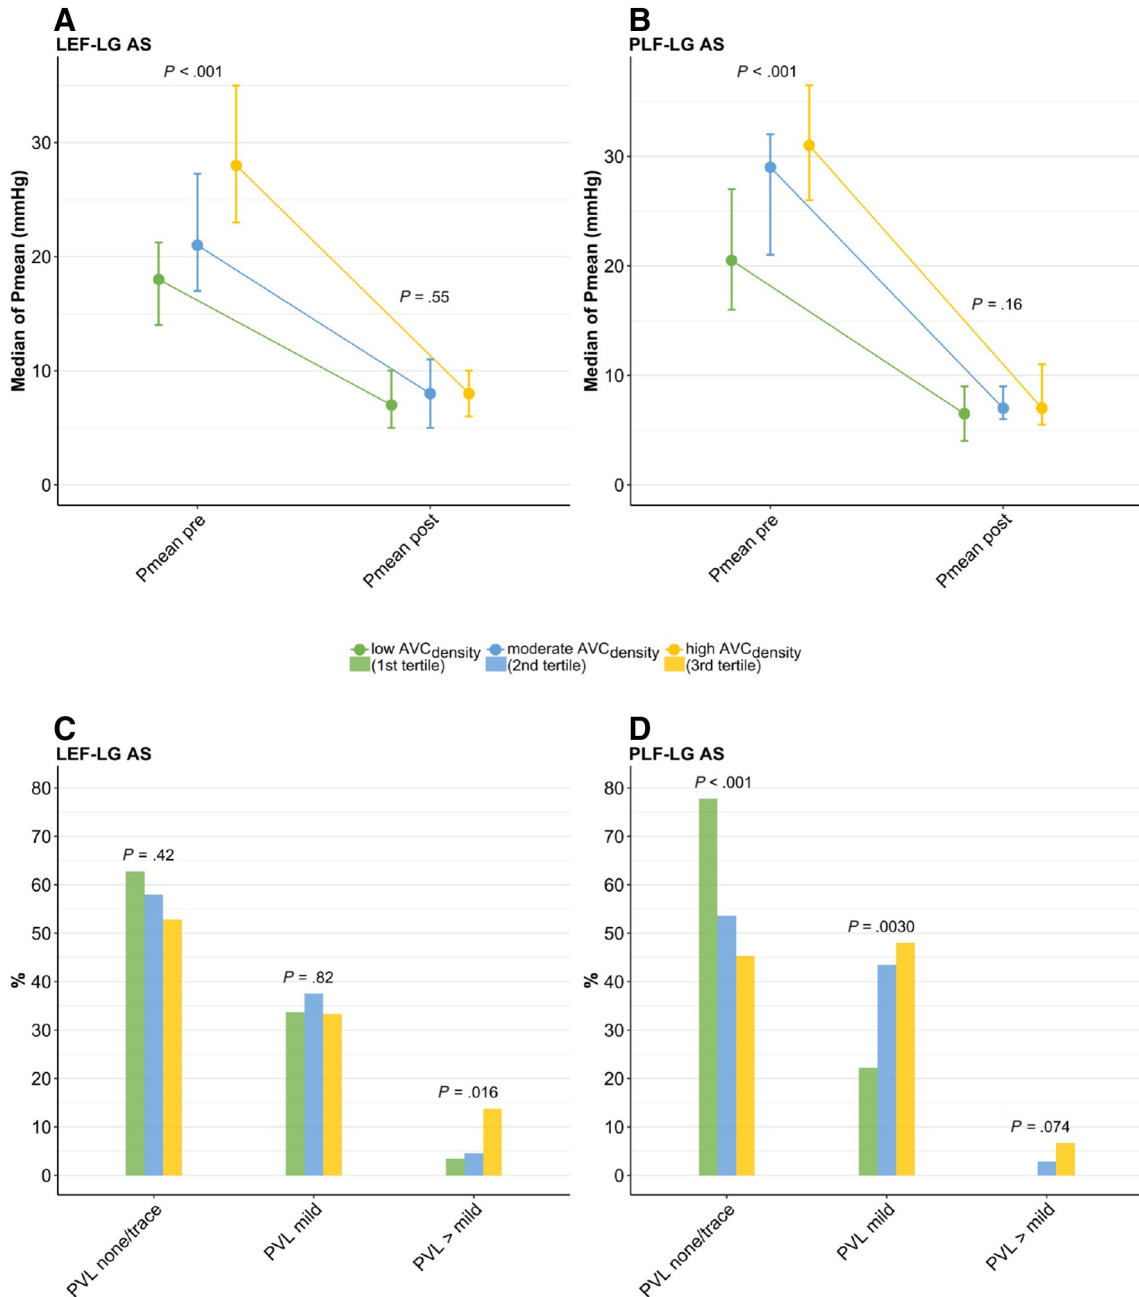 A
LEF-LG AS
P < .001
P = .55
Median of Pmean (mmHg)
30
20
10
0
Pmean pre
Pmean post
B
PLF-LG AS
P < .001
P = .16
Median of Pmean (mmHg)
30
20
10
0
Pmean pre
Pmean post
low AVCdensity moderate AVCdensity high AVCdensity
(1st tertile) (2nd tertile) (3rd tertile)
C
LEF-LG AS
P = .42
P = .82
P = .016
%
80
70
60
50
40
30
20
10
0
PVL none/trace
PVL mild
PVL > mild
D
PLF-LG AS
P < .001
P = .0030
P = .074
%
80
70
60
50
40
30
20
10
0
PVL none/trace
PVL mild
PVL > mild